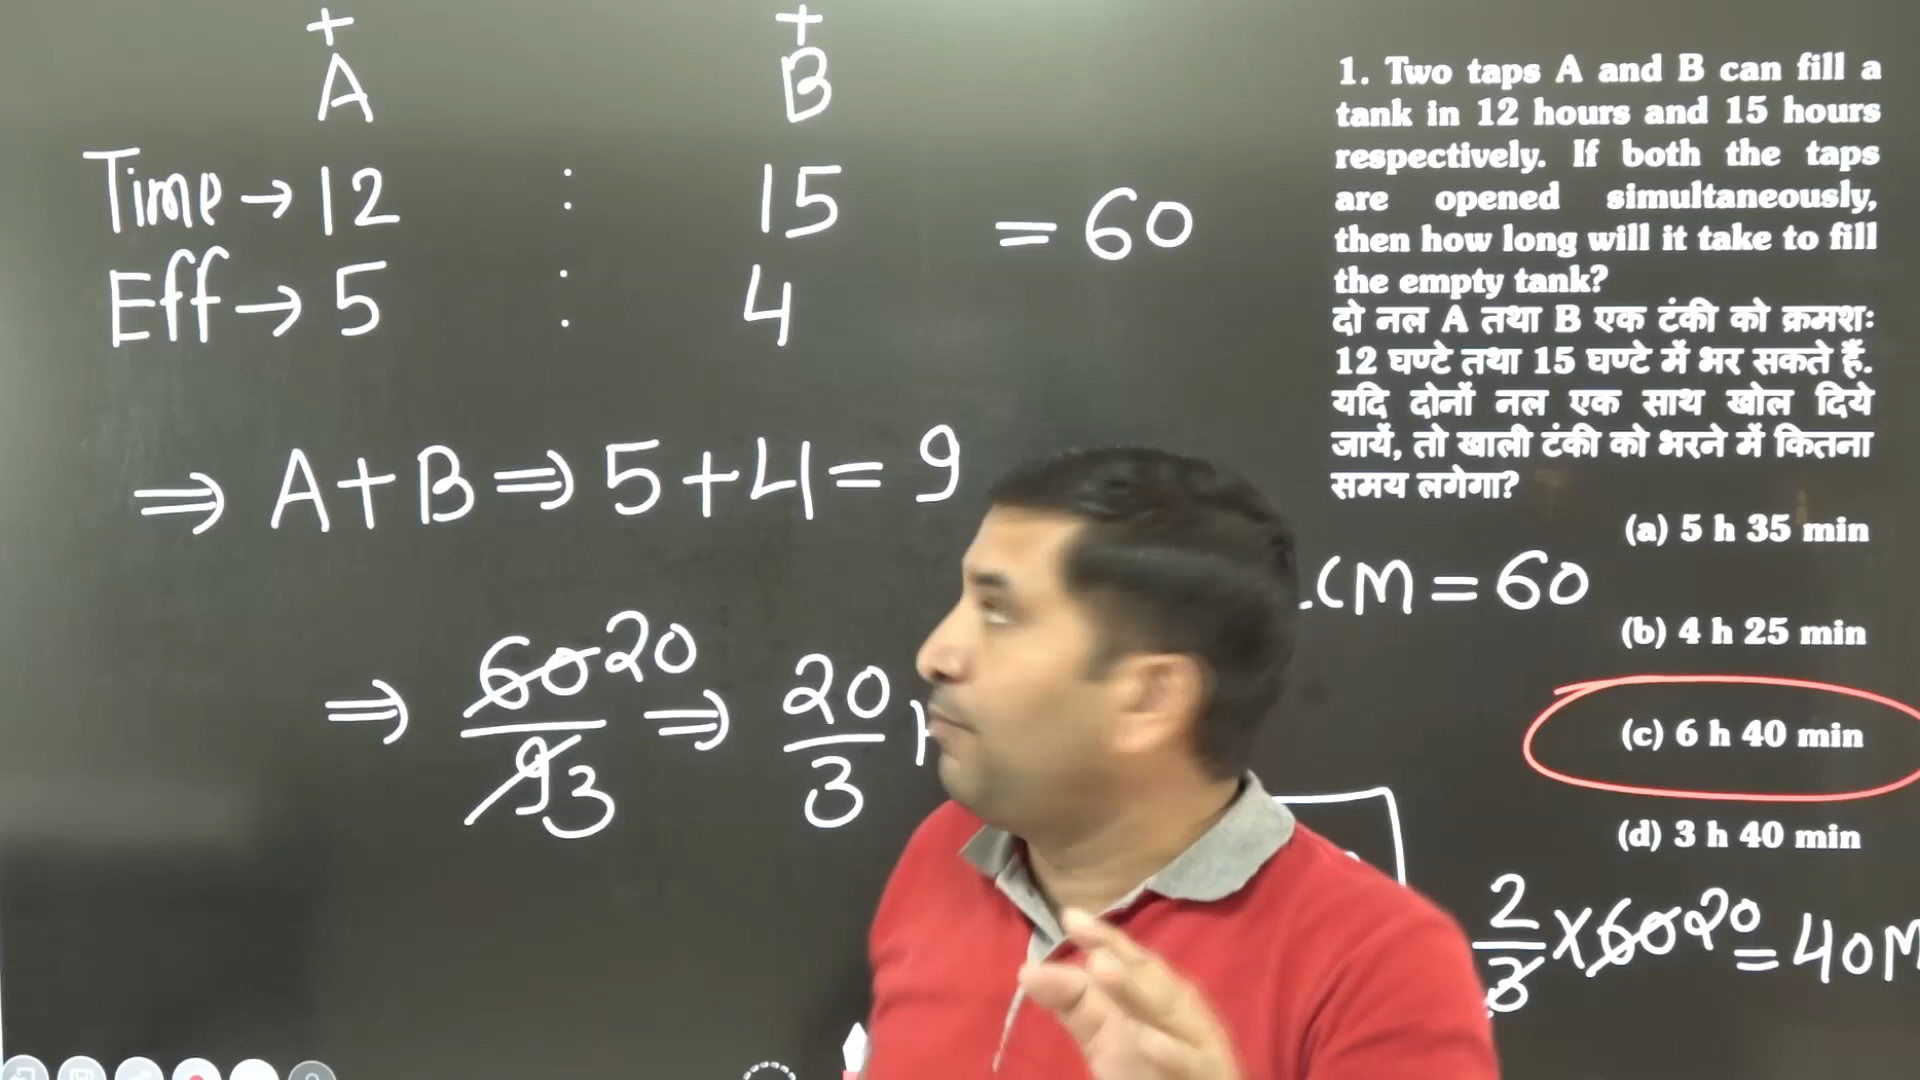 + +
A B
Time → 12 : 15 = 60
Eff → 5 : 4
⇒ A+B ⇒ 5+4 = 9
⇒ 60 20 / 9 3 ⇒ 20/3
1. Two taps A and B can fill a
tank in 12 hours and 15 hours
respectively. If both the taps
are opened simultaneously,
then how long will it take to fill
the empty tank?
दो नल A तथा B एक टंकी को क्रमशः
12 घण्टे तथा 15 घण्टे में भर सकते हैं.
यदि दोनों नल एक साथ खोल दिये
जायें, तो खाली टंकी को भरने में कितना
समय लगेगा?
(a) 5 h 35 min
.CM = 60
(b) 4 h 25 min
(c) 6 h 40 min
(d) 3 h 40 min
2/3 × 60 20 = 40 M